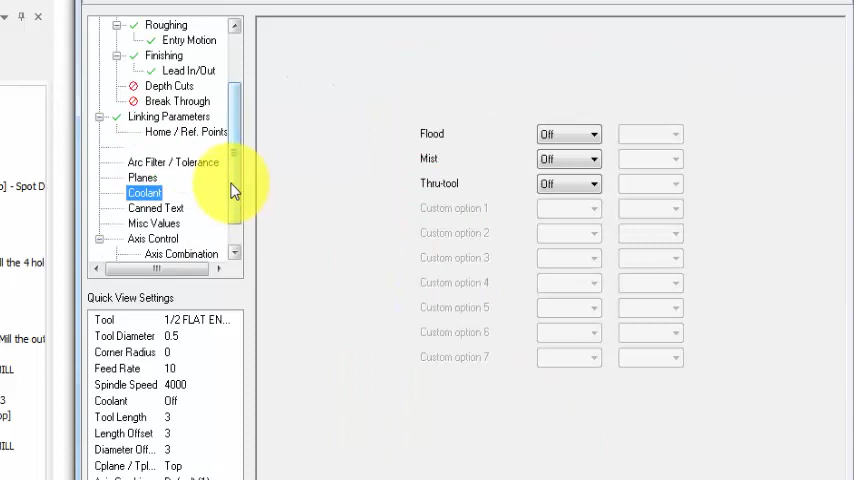 Roughing
Entry Motion
Finishing
Lead In/Out
Depth Cuts
Break Through
Linking Parameters
Home / Ref. Points
Arc Filter / Tolerance
Planes
Coolant
Canned Text
Misc Values
Axis Control
Axis Combination
Quick View Settings
Tool 1/2 FLAT EN...
Tool Diameter 0.5
Corner Radius 0
Feed Rate 10
Spindle Speed 4000
Coolant Off
Tool Length 3
Length Offset 3
Diameter Off... 3
Cplane / Tpl... Top
Flood Off
Mist Off
Thru-tool Off
Custom option 1
Custom option 2
Custom option 3
Custom option 4
Custom option 5
Custom option 6
Custom option 7
p] - Spot D
ll the 4 hol
Mill the out
MILL
3
op]
MILL